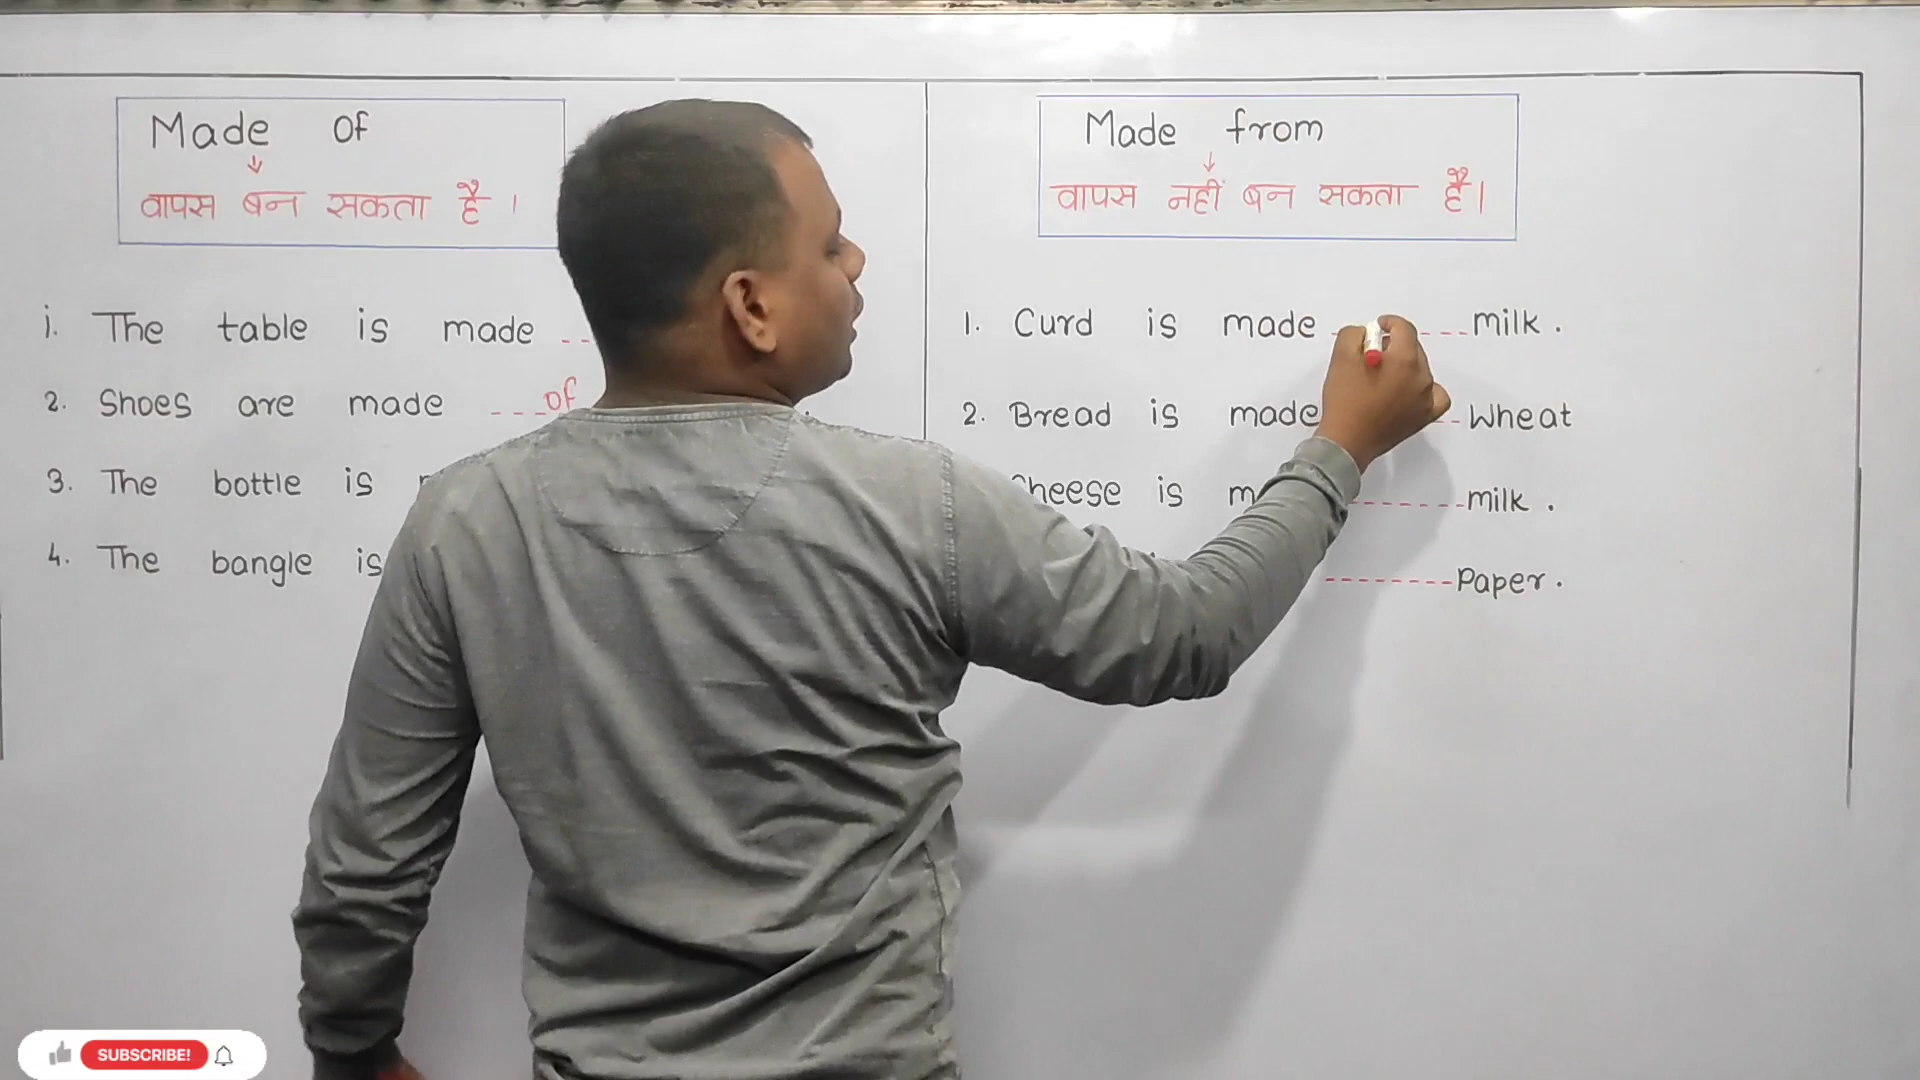 Made Of
वापस बन सकता है ।
1. The table is made
2. Shoes are made of
3. The bottle is
4. The bangle is
Made from
वापस नहीं बन सकता है।
1. Curd is made milk.
2. Bread is made Wheat
is milk.
Paper.
SUBSCRIBE!